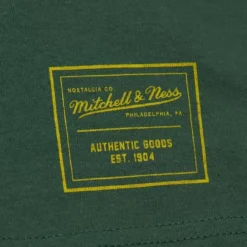 NOSTALGIA CO.
Mitchell & Ness
PHILADELPHIA, PA.
AUTHENTIC GOODS
EST. 1904